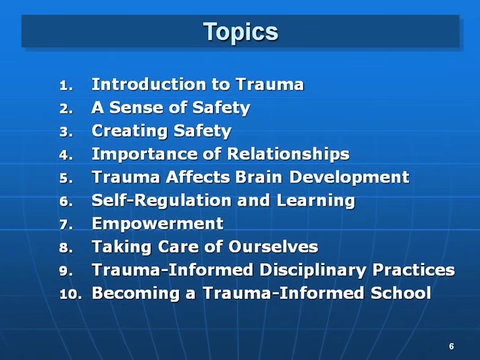 Topics
1. Introduction to Trauma
2. A Sense of Safety
3. Creating Safety
4. Importance of Relationships
5. Trauma Affects Brain Development
6. Self-Regulation and Learning
7. Empowerment
8. Taking Care of Ourselves
9. Trauma-Informed Disciplinary Practices
10. Becoming a Trauma-Informed School
6